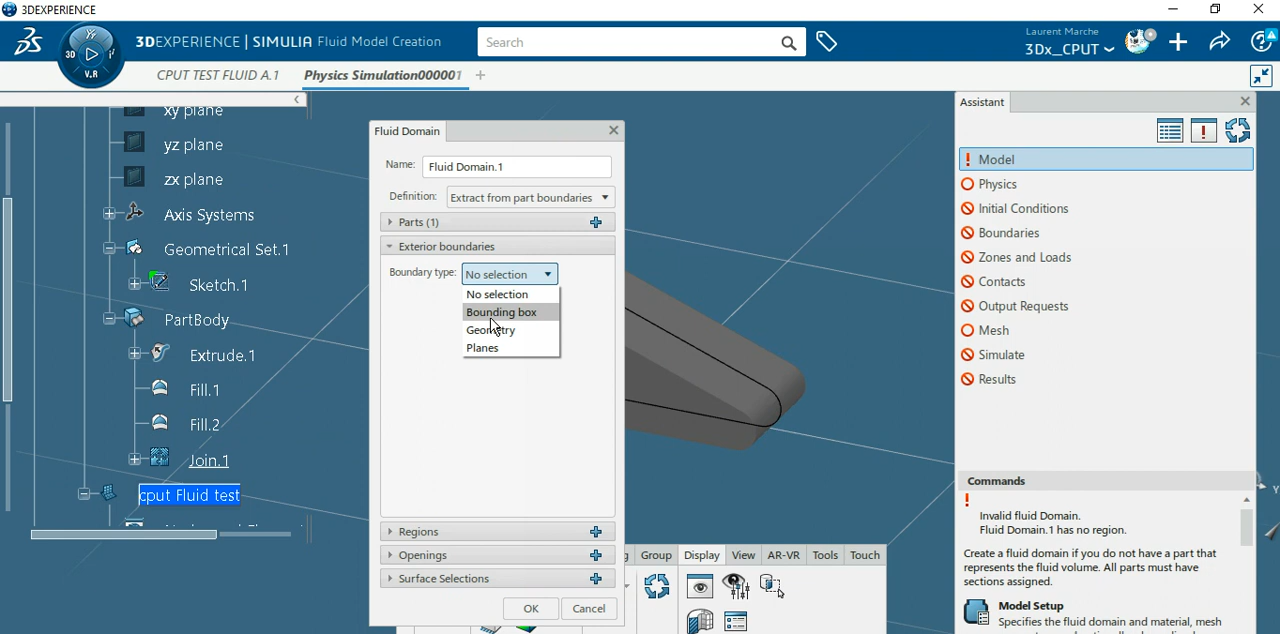 3DEXPERIENCE
3DEXPERIENCE | SIMULIA Fluid Model Creation
Search
Laurent Marche
3Dx_CPUT
3D
V.R
CPUT TEST FLUID A.1
Physics Simulation000001
xy plane
yz plane
zx plane
Axis Systems
Geometrical Set.1
Sketch.1
PartBody
Extrude.1
Fill.1
Fill.2
Join.1
cput Fluid test
Fluid Domain
Name: Fluid Domain.1
Definition: Extract from part boundaries
Parts (1)
Exterior boundaries
Boundary type: No selection
No selection
Bounding box
Geometry
Planes
Regions
Openings
Surface Selections
OK Cancel
Group Display View AR-VR Tools Touch
Assistant
Model
Physics
Initial Conditions
Boundaries
Zones and Loads
Contacts
Output Requests
Mesh
Simulate
Results
Commands
Invalid fluid Domain.
Fluid Domain.1 has no region.
Create a fluid domain if you do not have a part that
represents the fluid volume. All parts must have
sections assigned.
Model Setup
Specifies the fluid domain and material, mesh